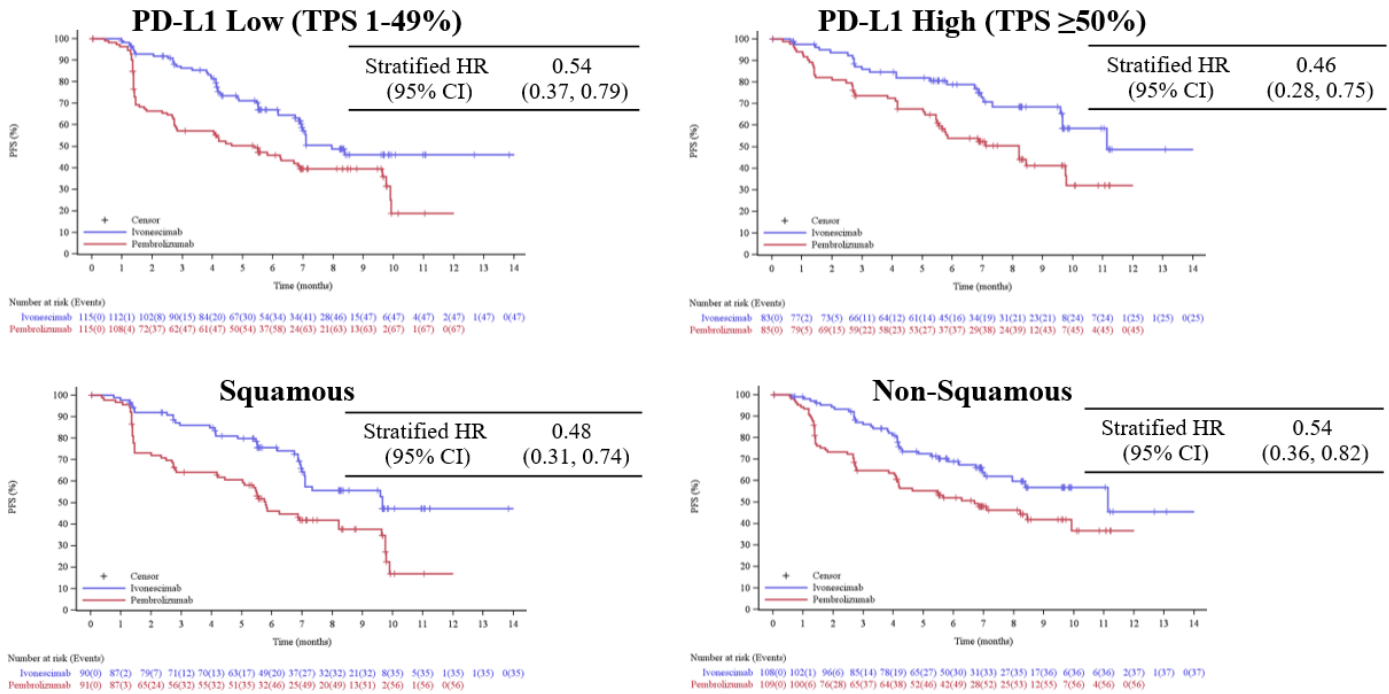 PD-L1 Low (TPS 1-49%)
Stratified HR 0.54
(95% CI) (0.37, 0.79)
PFS (%)
100
90
80
70
60
50
40
30
20
10
0
Censor
Ivonescimab
Pembrolizumab
0 1 2 3 4 5 6 7 8 9 10 11 12 13 14
Time (months)
Number at risk (Events)
Ivonescimab 115(0) 112(1) 102(8) 90(15) 84(20) 67(30) 54(34) 34(41) 28(46) 15(47) 6(47) 4(47) 2(47) 1(47) 0(47)
Pembrolizumab 115(0) 108(4) 72(37) 62(47) 61(47) 50(54) 37(58) 24(63) 21(63) 13(63) 2(67) 1(67) 0(67)
PD-L1 High (TPS ≥50%)
Stratified HR 0.46
(95% CI) (0.28, 0.75)
PFS (%)
100
90
80
70
60
50
40
30
20
10
0
Censor
Ivonescimab
Pembrolizumab
0 1 2 3 4 5 6 7 8 9 10 11 12 13 14
Time (months)
Number at risk (Events)
Ivonescimab 83(0) 77(2) 73(5) 66(11) 64(12) 61(14) 45(16) 34(19) 31(21) 23(21) 8(24) 7(24) 1(25) 1(25) 0(25)
Pembrolizumab 85(0) 79(5) 69(15) 59(22) 58(23) 53(27) 37(37) 29(38) 24(39) 12(43) 7(45) 4(45) 0(45)
Squamous
Stratified HR 0.48
(95% CI) (0.31, 0.74)
PFS (%)
100
90
80
70
60
50
40
30
20
10
0
Censor
Ivonescimab
Pembrolizumab
0 1 2 3 4 5 6 7 8 9 10 11 12 13 14
Time (months)
Number at risk (Events)
Ivonescimab 90(0) 87(2) 79(7) 71(12) 70(13) 63(17) 49(20) 37(27) 32(32) 21(32) 8(35) 5(35) 1(35) 1(35) 0(35)
Pembrolizumab 91(0) 87(3) 65(24) 56(32) 55(32) 51(35) 32(46) 25(49) 20(49) 13(51) 2(56) 1(56) 0(56)
Non-Squamous
Stratified HR 0.54
(95% CI) (0.36, 0.82)
PFS (%)
100
90
80
70
60
50
40
30
20
10
0
Censor
Ivonescimab
Pembrolizumab
0 1 2 3 4 5 6 7 8 9 10 11 12 13 14
Time (months)
Number at risk (Events)
Ivonescimab 108(0) 102(1) 96(6) 85(14) 78(19) 65(27) 50(30) 31(33) 27(35) 17(36) 6(36) 6(36) 2(37) 1(37) 0(37)
Pembrolizumab 109(0) 100(6) 76(28) 65(37) 64(38) 52(46) 42(49) 28(52) 25(53) 12(55) 7(56) 4(56) 0(56)